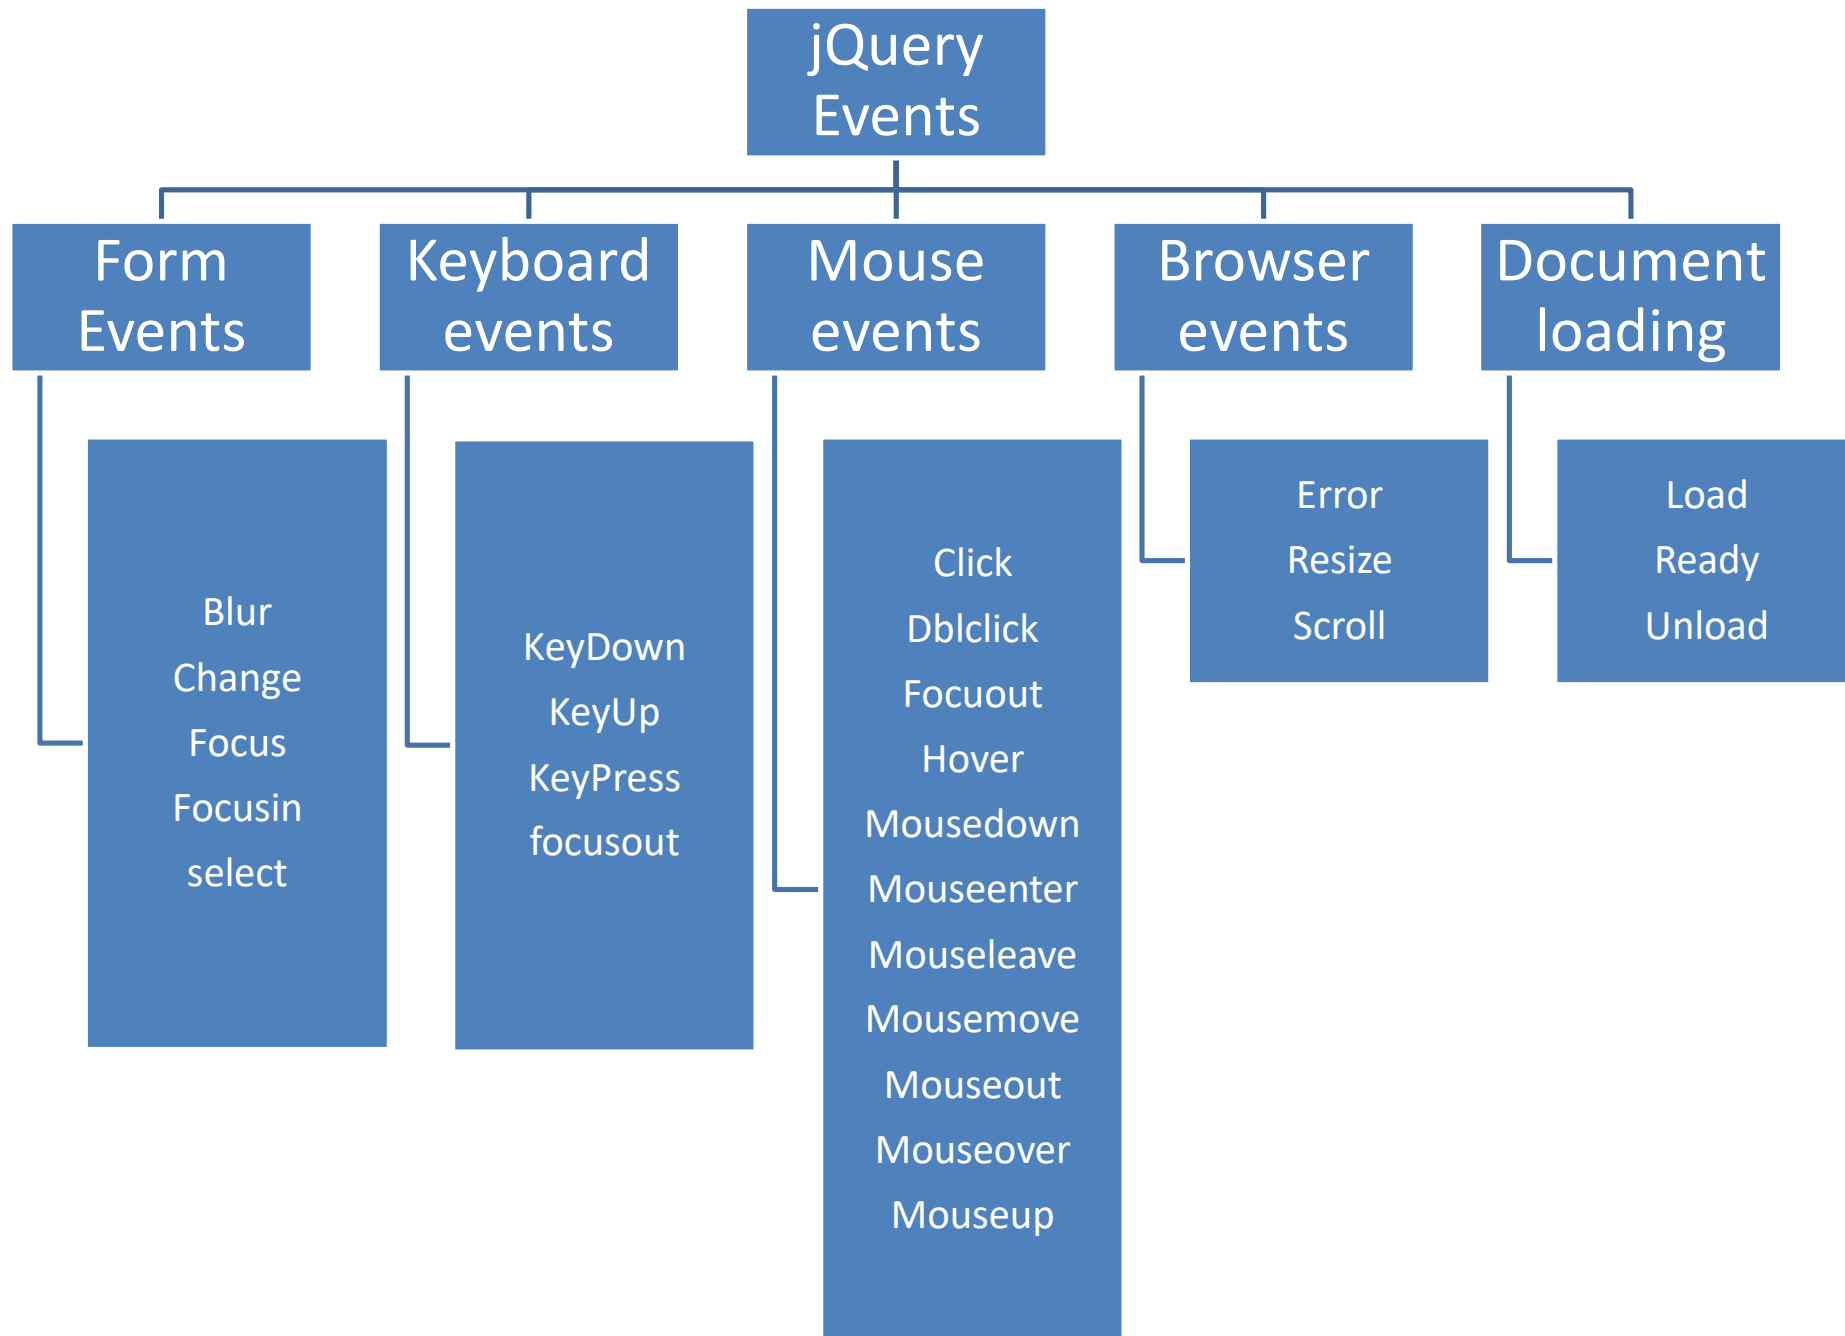 jQuery
Events
Form
Events
Keyboard
events
Mouse
events
Browser
events
Document
loading
Blur
Change
Focus
Focusin
select
KeyDown
KeyUp
KeyPress
focusout
Click
Dblclick
Focuout
Hover
Mousedown
Mouseenter
Mouseleave
Mousemove
Mouseout
Mouseover
Mouseup
Error
Resize
Scroll
Load
Ready
Unload